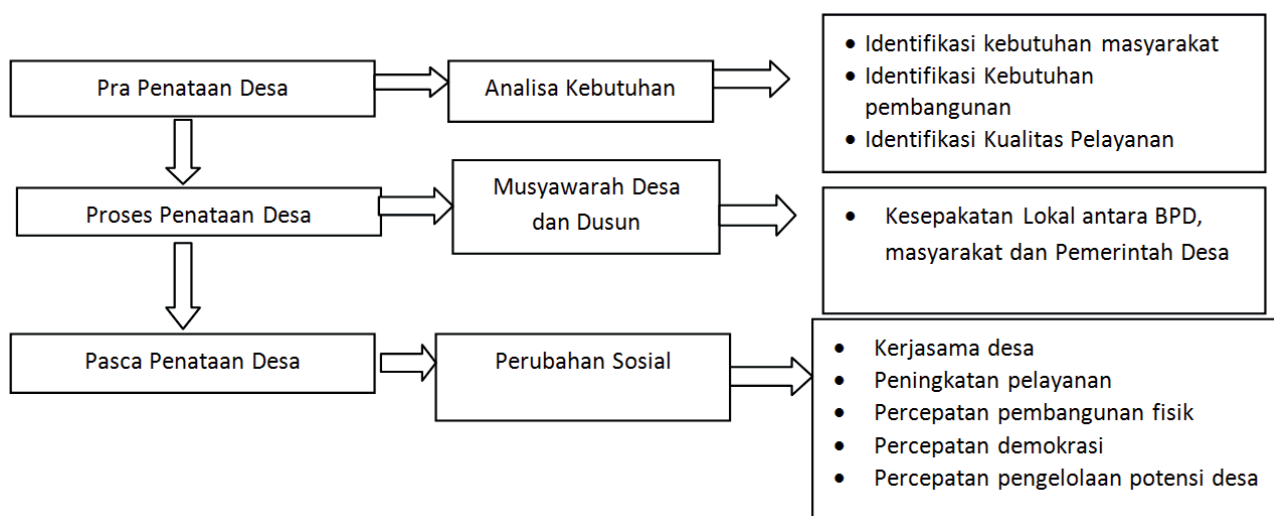 Pra Penataan Desa
Analisa Kebutuhan
• Identifikasi kebutuhan masyarakat
• Identifikasi Kebutuhan
pembangunan
• Identifikasi Kualitas Pelayanan
Proses Penataan Desa
Musyawarah Desa
dan Dusun
• Kesepakatan Lokal antara BPD,
masyarakat dan Pemerintah Desa
Pasca Penataan Desa
Perubahan Sosial
• Kerjasama desa
• Peningkatan pelayanan
• Percepatan pembangunan fisik
• Percepatan demokrasi
• Percepatan pengelolaan potensi desa